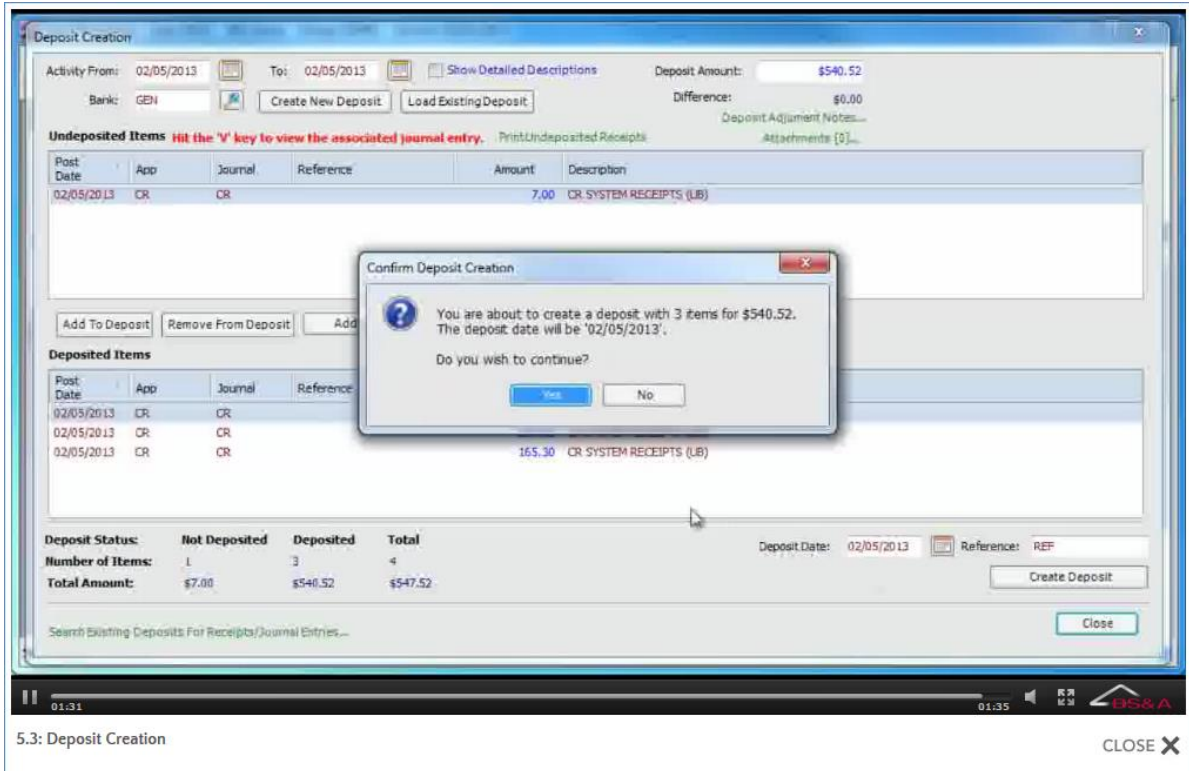 Deposit Creation
Activity From: 02/05/2013 To: 02/05/2013 Show Detailed Descriptions Deposit Amount: $540.52
Bank: GEN Create New Deposit Load Existing Deposit Difference: $0.00
Deposit Adjument Notes...
Undeposited Items Hit the 'V' key to view the associated journal entry. Print Undeposited Receipts Attachments [0]...
Post Date App Journal Reference Amount Description
02/05/2013 CR CR 7.00 CR SYSTEM RECEIPTS (UB)
Confirm Deposit Creation
You are about to create a deposit with 3 items for $540.52.
The deposit date will be '02/05/2013'.
Do you wish to continue?
Yes No
Add To Deposit Remove From Deposit Add
Deposited Items
Post Date App Journal Reference
02/05/2013 CR CR
02/05/2013 CR CR
02/05/2013 CR CR 165.30 CR SYSTEM RECEIPTS (UB)
Deposit Status: Not Deposited Deposited Total
Number of Items: 1 3 4
Total Amount: $7.00 $540.52 $547.52
Deposit Date: 02/05/2013 Reference: REF
Create Deposit
Search Existing Deposits For Receipts/Journal Entries...
Close
01:31 01:35 BS&A
5.3: Deposit Creation CLOSE X